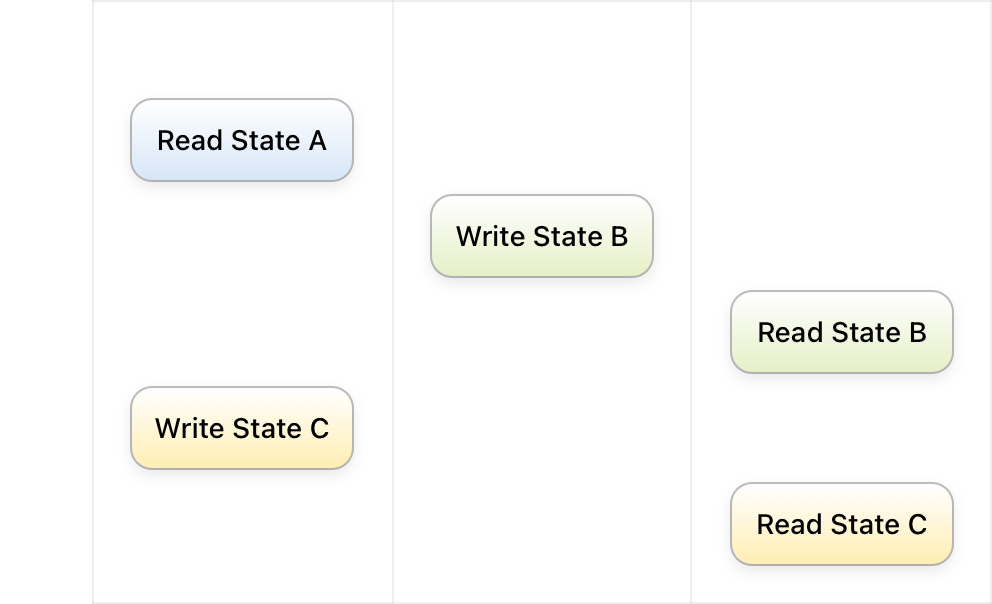 Read State A
Write State B
Read State B
Write State C
Read State C